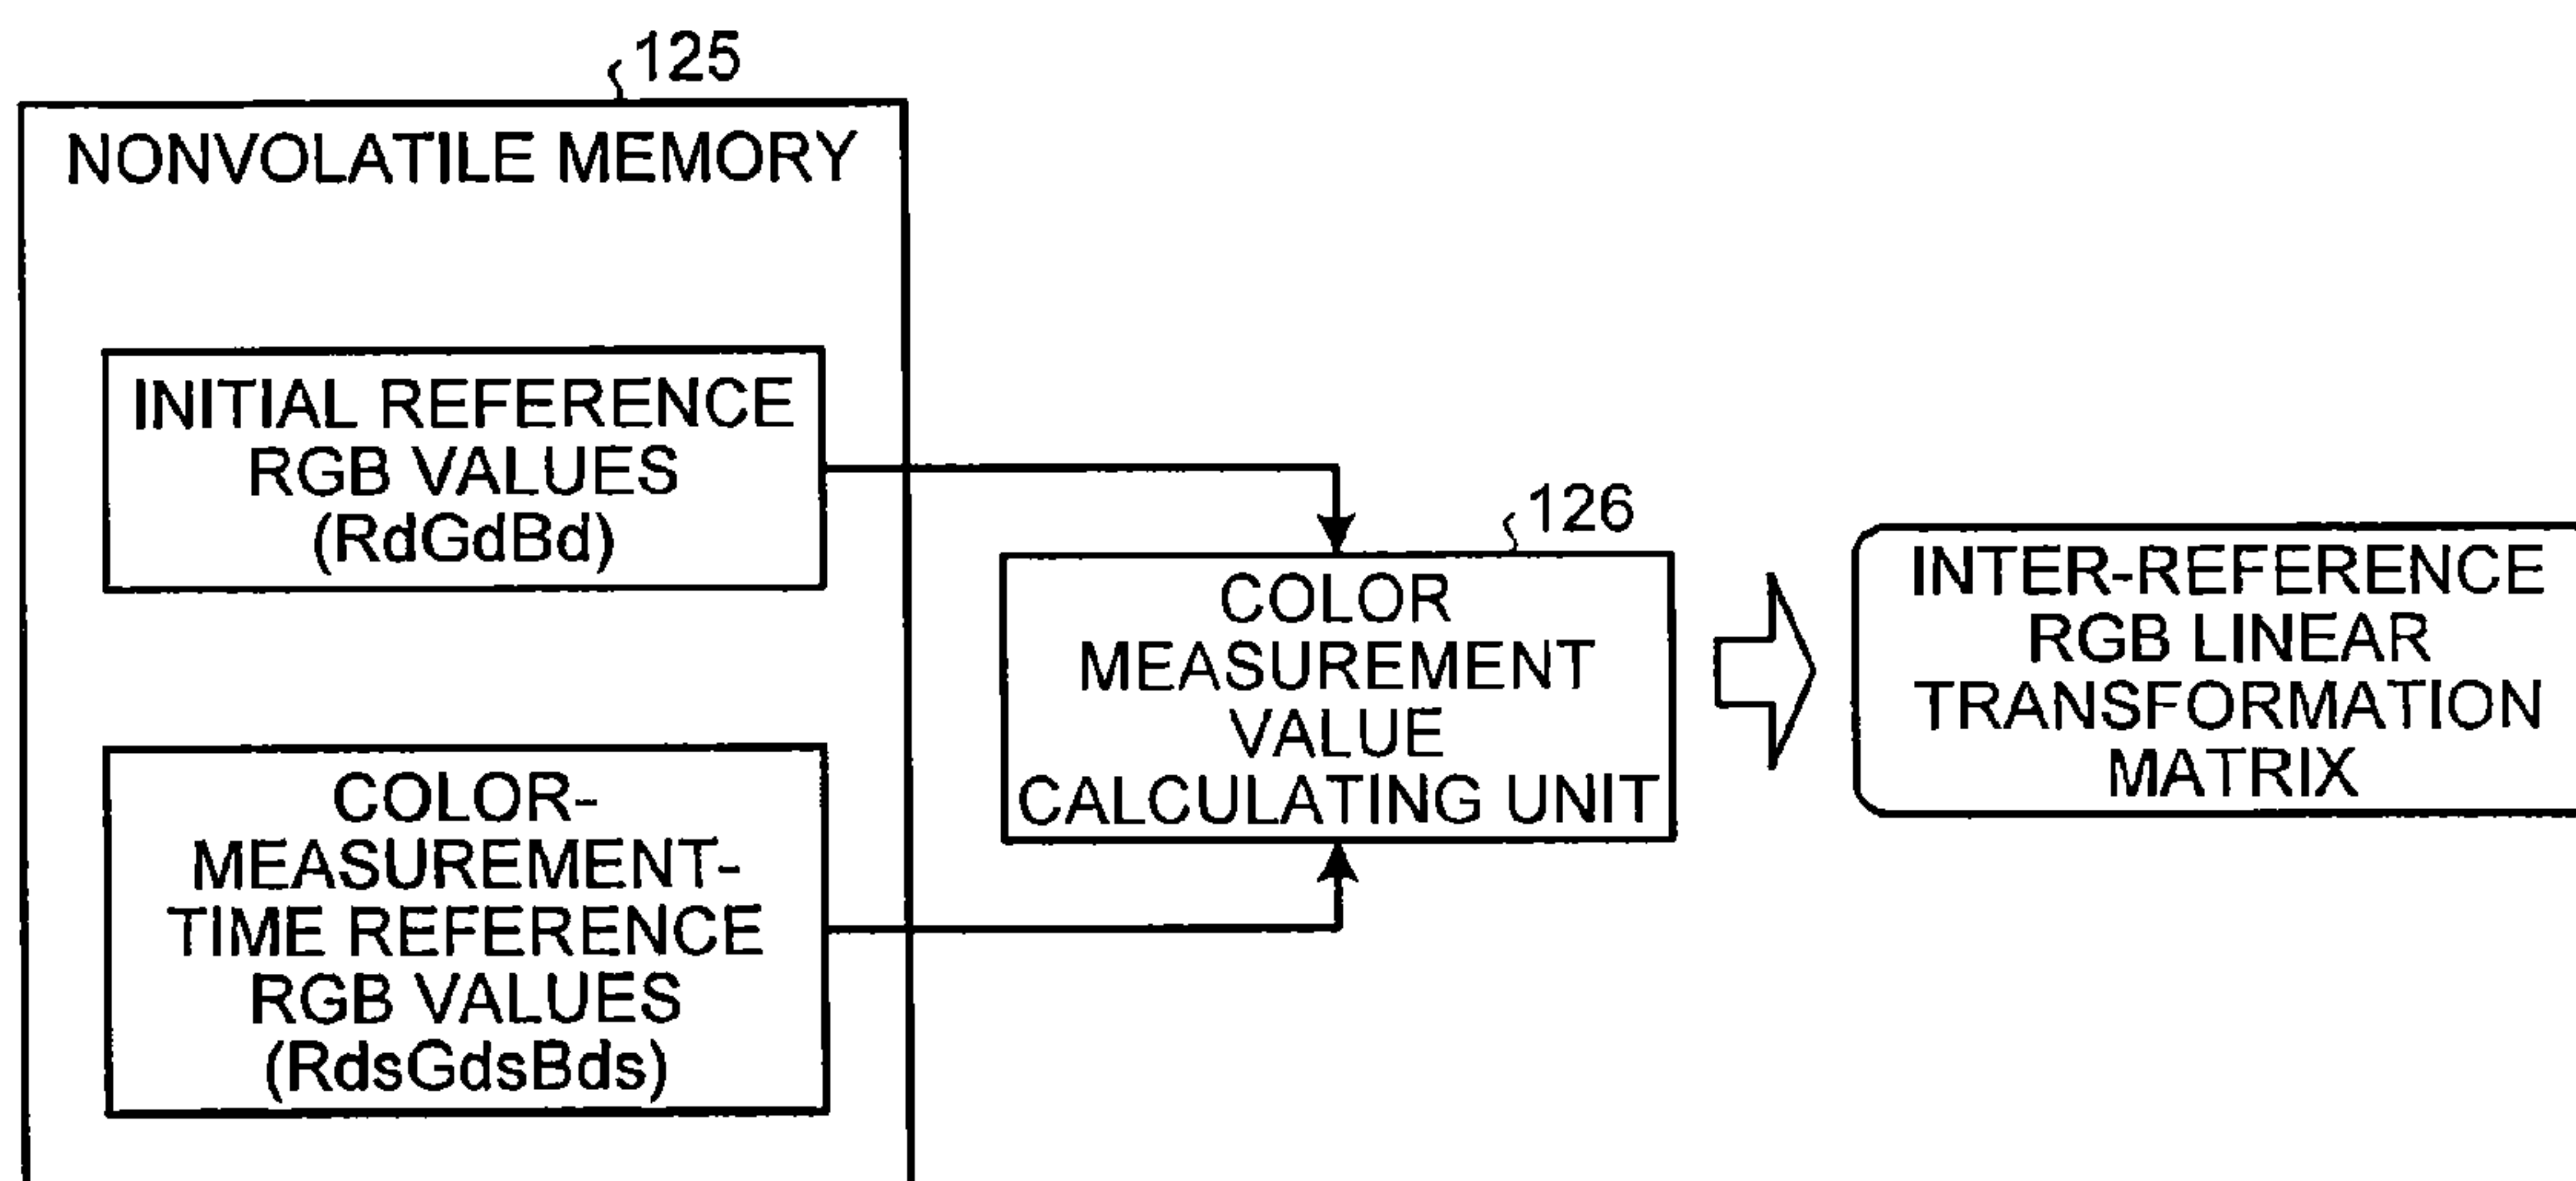 125
NONVOLATILE MEMORY
INITIAL REFERENCE
RGB VALUES
(RdGdBd)
COLOR-
MEASUREMENT-
TIME REFERENCE
RGB VALUES
(RdsGdsBds)
126
COLOR
MEASUREMENT
VALUE
CALCULATING UNIT
INTER-REFERENCE
RGB LINEAR
TRANSFORMATION
MATRIX